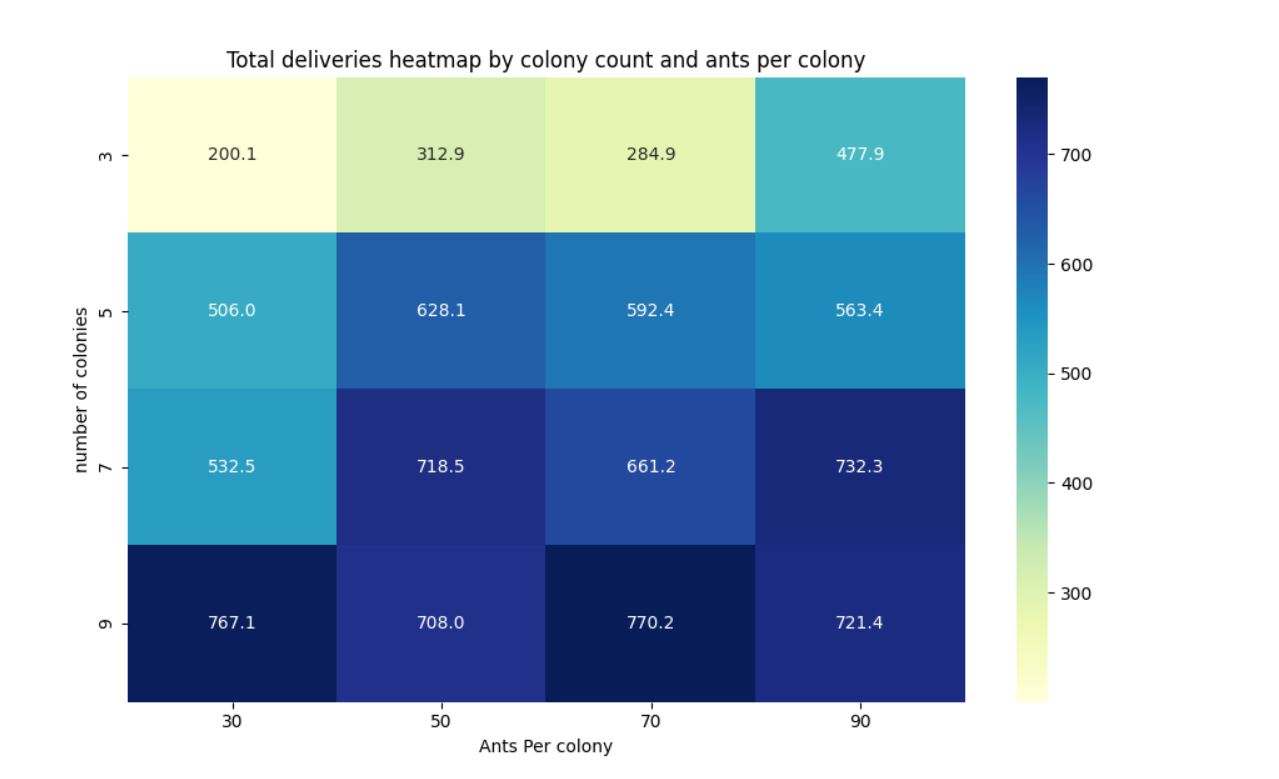 Total deliveries heatmap by colony count and ants per colony
3 200.1 312.9 284.9 477.9
5 506.0 628.1 592.4 563.4
7 532.5 718.5 661.2 732.3
9 767.1 708.0 770.2 721.4
number of colonies
30 50 70 90
Ants Per colony
700
600
500
400
300